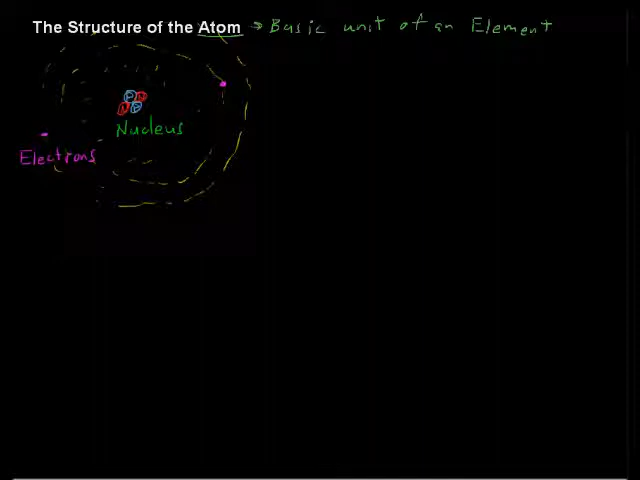 The Structure of the Atom → Basic unit of an Element
P N
N P
Nucleus
Electrons